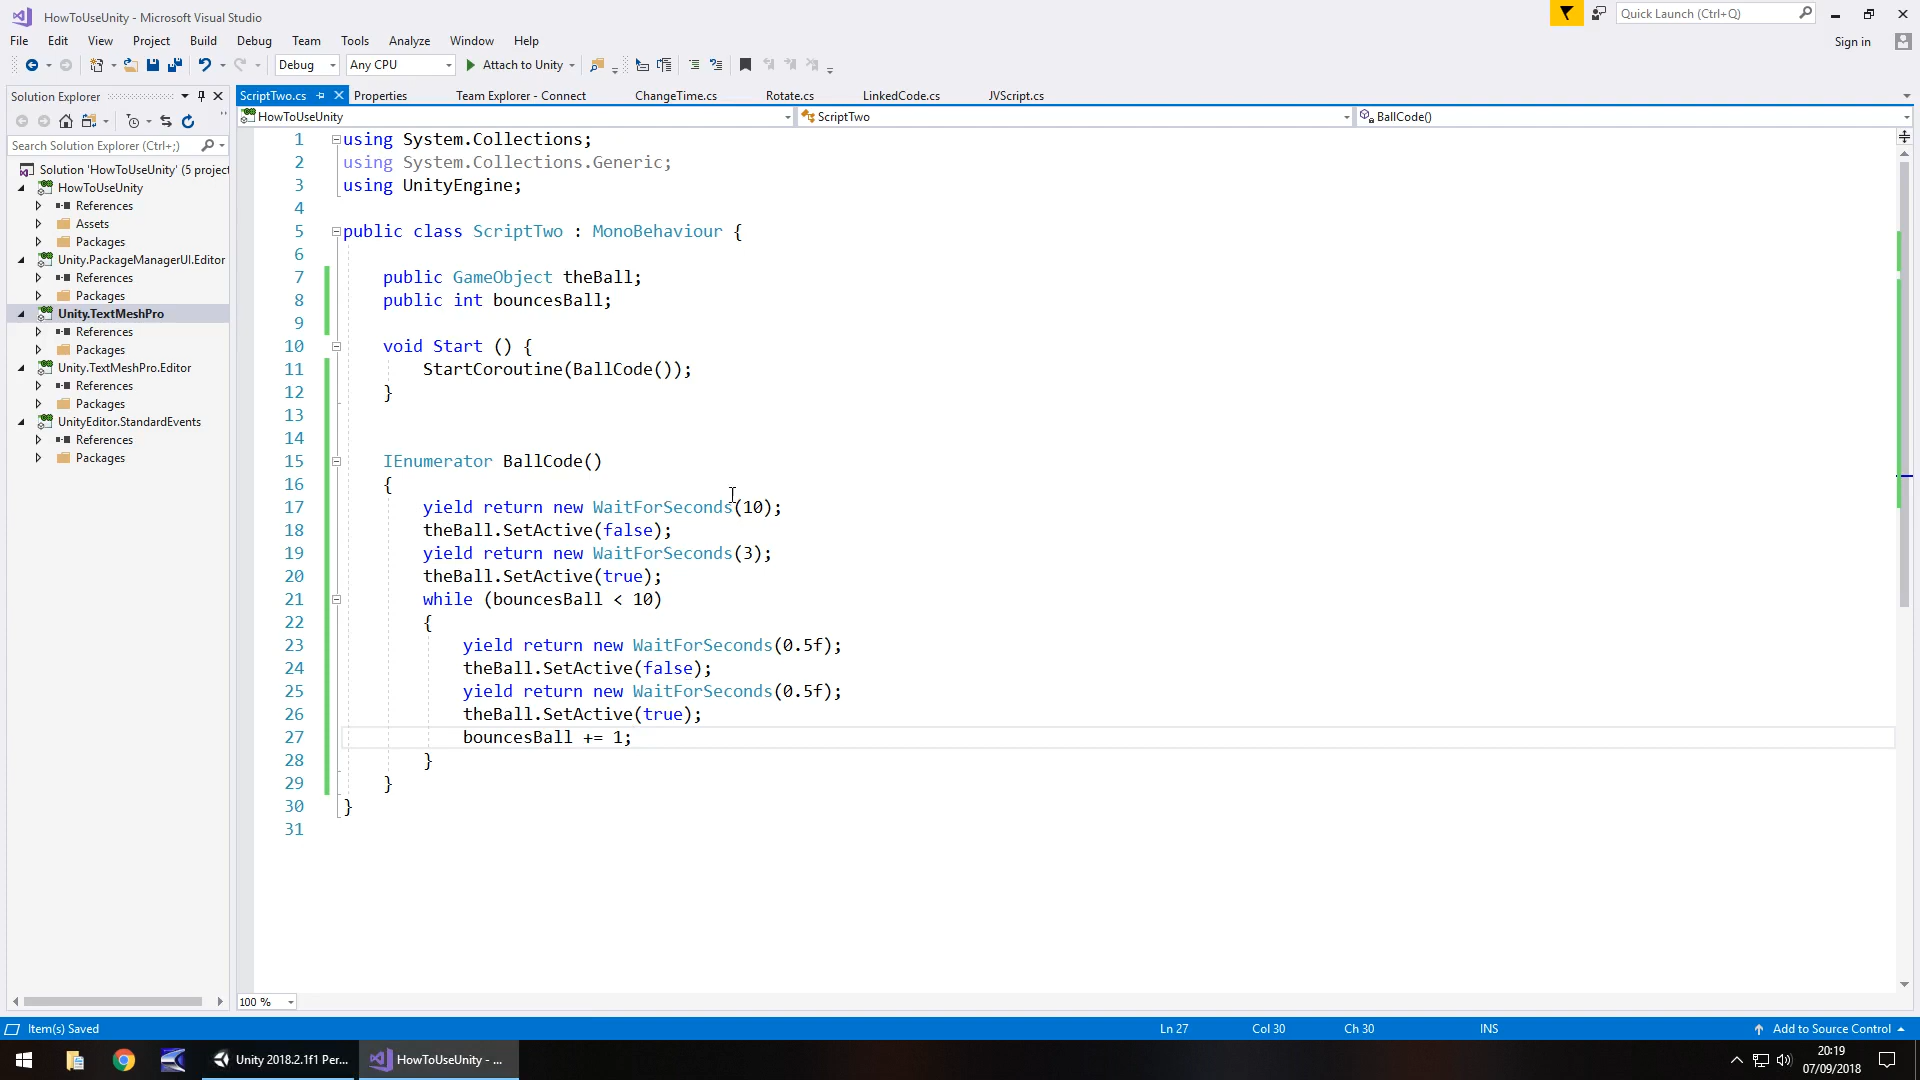 HowToUseUnity - Microsoft Visual Studio
Quick Launch (Ctrl+Q)
File Edit View Project Build Debug Team Tools Analyze Window Help
Sign in
Debug Any CPU Attach to Unity
Solution Explorer
ScriptTwo.cs Properties Team Explorer - Connect ChangeTime.cs Rotate.cs LinkedCode.cs JVScript.cs
HowToUseUnity ScriptTwo BallCode()
Search Solution Explorer (Ctrl+;)
Solution 'HowToUseUnity' (5 project
HowToUseUnity
References
Assets
Packages
Unity.PackageManagerUI.Editor
References
Packages
Unity.TextMeshPro
References
Packages
Unity.TextMeshPro.Editor
References
Packages
UnityEditor.StandardEvents
References
Packages
1 using System.Collections;
2 using System.Collections.Generic;
3 using UnityEngine;
4
5 public class ScriptTwo : MonoBehaviour {
6
7 public GameObject theBall;
8 public int bouncesBall;
9
10 void Start () {
11 StartCoroutine(BallCode());
12 }
13
14
15 IEnumerator BallCode()
16 {
17 yield return new WaitForSeconds(10);
18 theBall.SetActive(false);
19 yield return new WaitForSeconds(3);
20 theBall.SetActive(true);
21 while (bouncesBall < 10)
22 {
23 yield return new WaitForSeconds(0.5f);
24 theBall.SetActive(false);
25 yield return new WaitForSeconds(0.5f);
26 theBall.SetActive(true);
27 bouncesBall += 1;
28 }
29 }
30 }
31
100 %
Item(s) Saved Ln 27 Col 30 Ch 30 INS Add to Source Control
Unity 2018.2.1f1 Per... HowToUseUnity - ...
20:19
07/09/2018